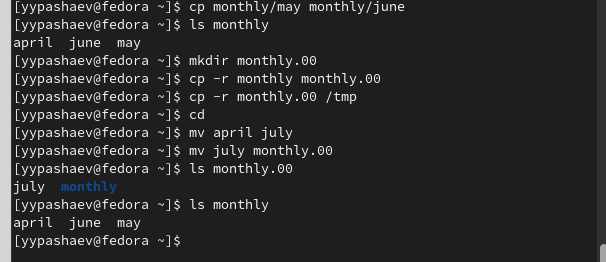 [yypashaev@fedora ~]$ cp monthly/may monthly/june
[yypashaev@fedora ~]$ ls monthly
april  june  may
[yypashaev@fedora ~]$ mkdir monthly.00
[yypashaev@fedora ~]$ cp -r monthly monthly.00
[yypashaev@fedora ~]$ cp -r monthly.00 /tmp
[yypashaev@fedora ~]$ cd
[yypashaev@fedora ~]$ mv april july
[yypashaev@fedora ~]$ mv july monthly.00
[yypashaev@fedora ~]$ ls monthly.00
july  monthly
[yypashaev@fedora ~]$ ls monthly
april  june  may
[yypashaev@fedora ~]$